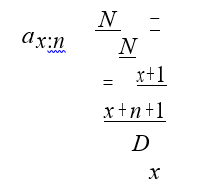 N −
a x:n N
= x+1
x+n+1
D
x